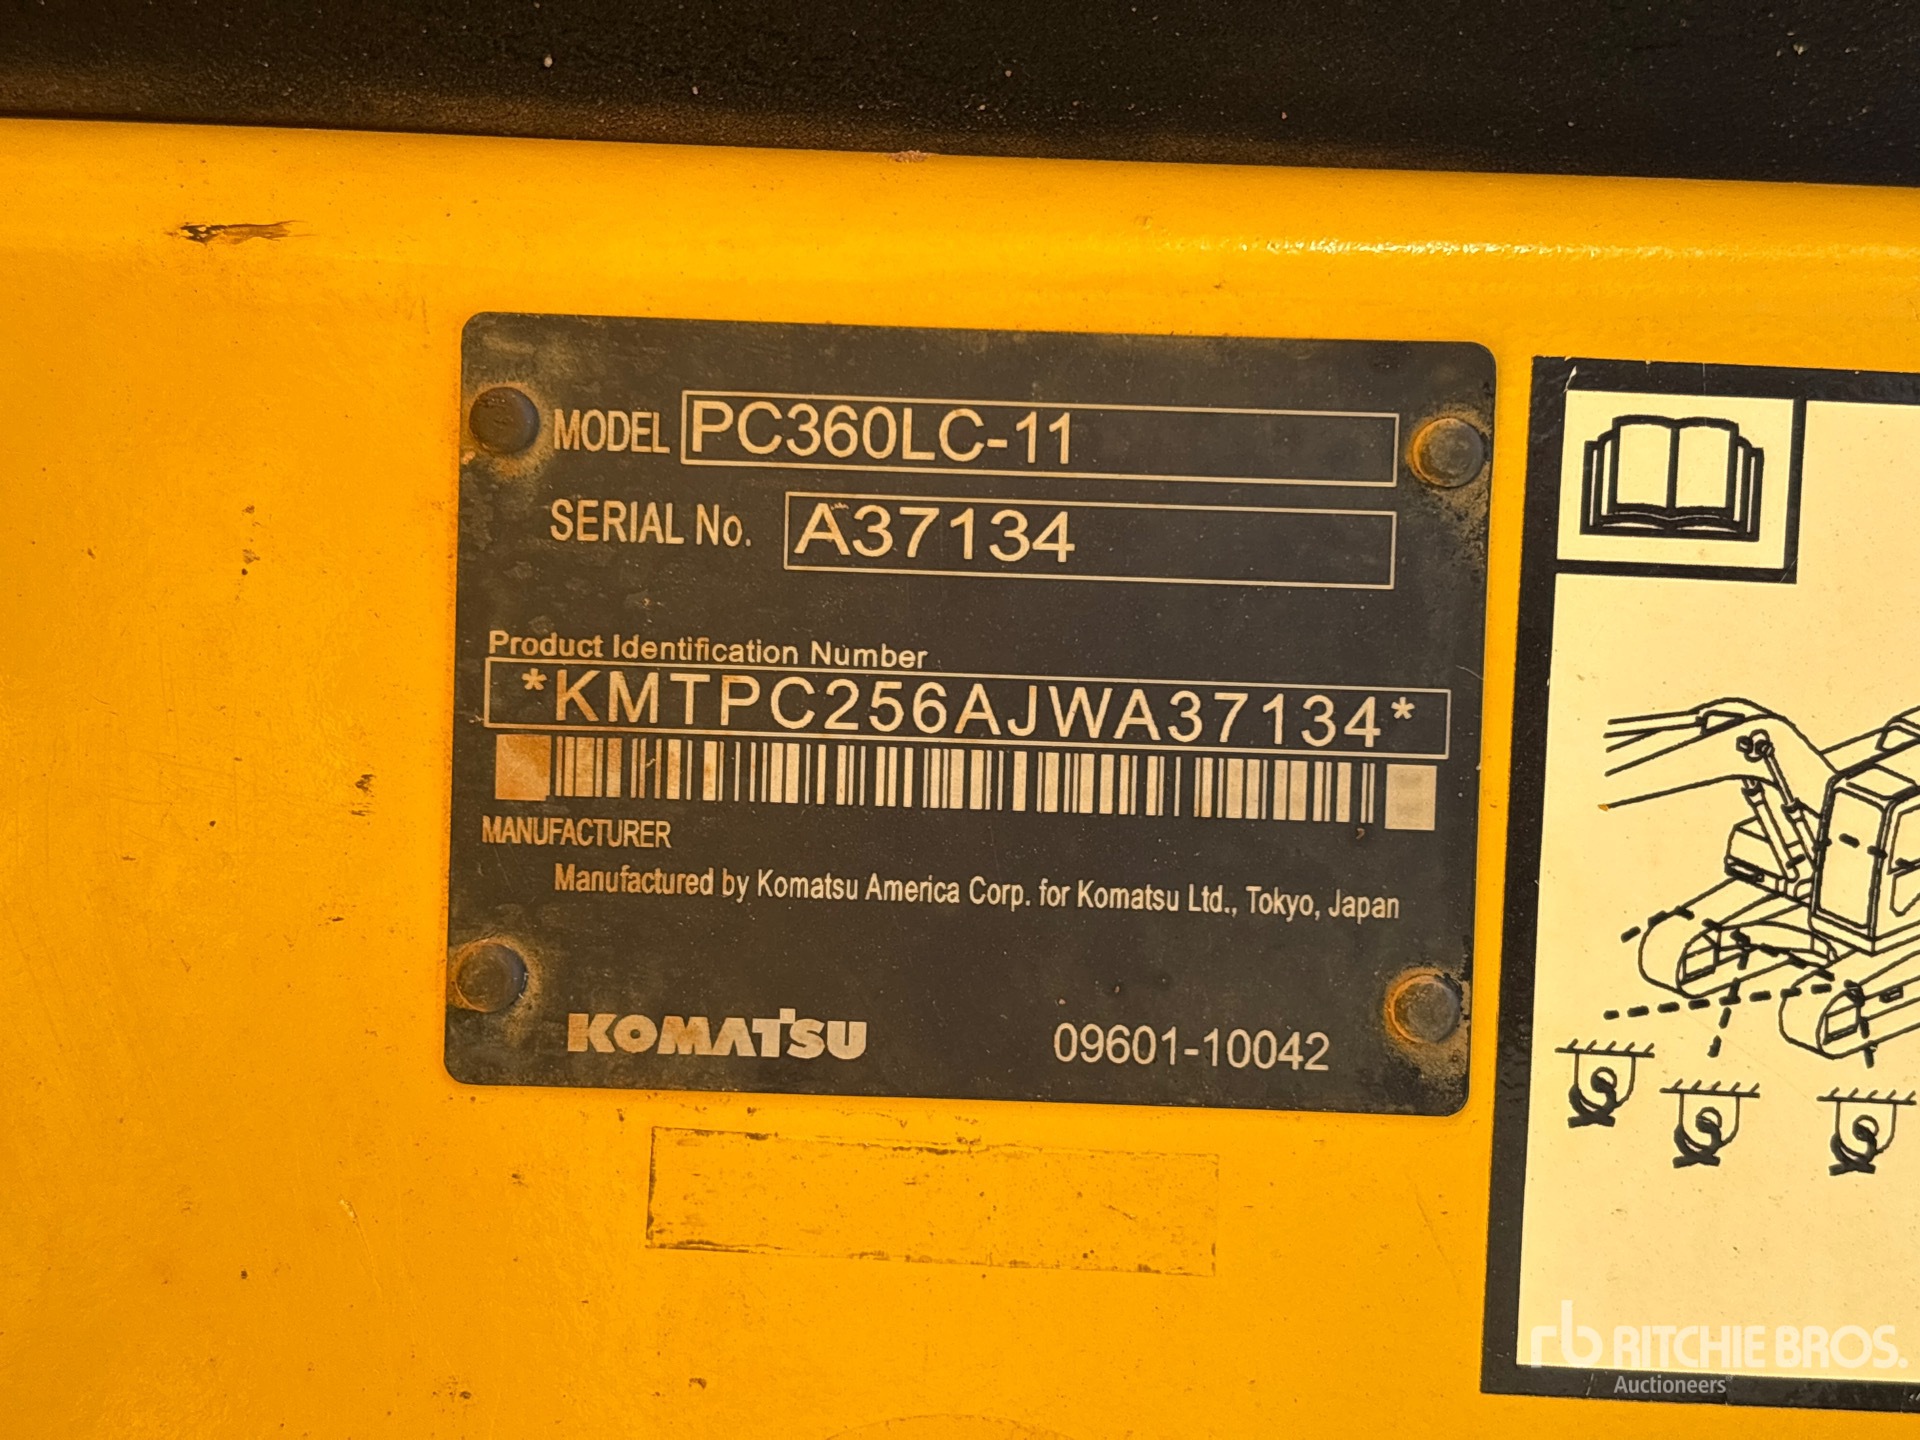 MODEL PC360LC-11
SERIAL No. A37134
Product Identification Number
*KMTPC256AJWA37134*
MANUFACTURER
Manufactured by Komatsu America Corp. for Komatsu Ltd., Tokyo, Japan
KOMATSU 09601-10042
rb RITCHIE BROS.
Auctioneers